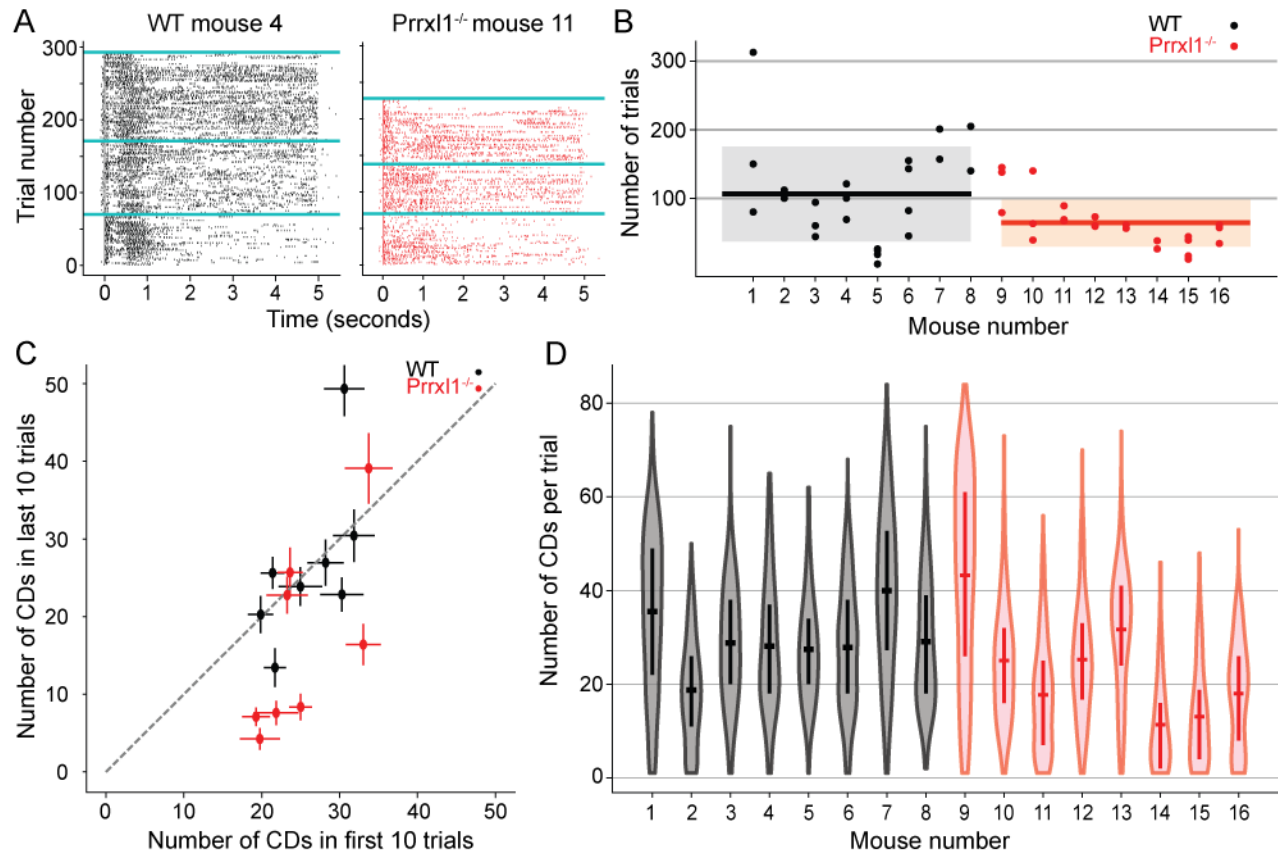 A
WT mouse 4
Prrxl1-/- mouse 11
Trial number
300
200
100
0
0 1 2 3 4 5
0 1 2 3 4 5
Time (seconds)
B
WT
Prrxl1-/-
Number of trials
300
200
100
1 2 3 4 5 6 7 8 9 10 11 12 13 14 15 16
Mouse number
C
WT
Prrxl1-/-
Number of CDs in last 10 trials
50
40
30
20
10
0
0 10 20 30 40 50
Number of CDs in first 10 trials
D
Number of CDs per trial
80
60
40
20
0
1 2 3 4 5 6 7 8 9 10 11 12 13 14 15 16
Mouse number